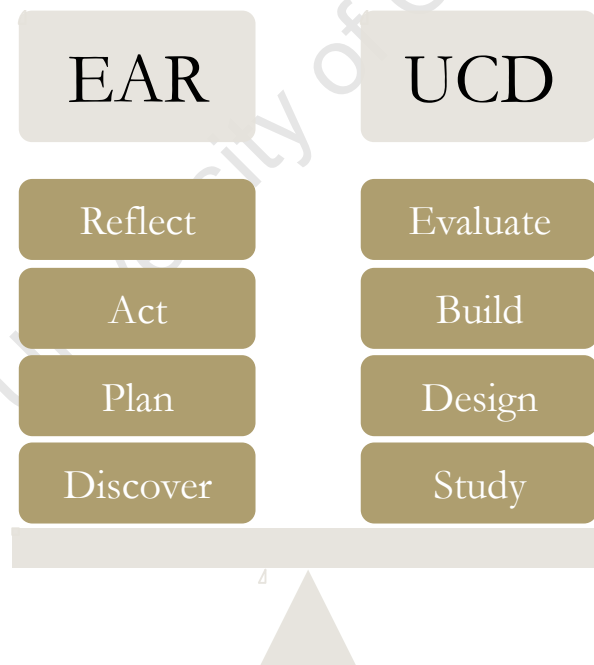 EAR
UCD
Reflect
Evaluate
Act
Build
Plan
Design
Discover
Study